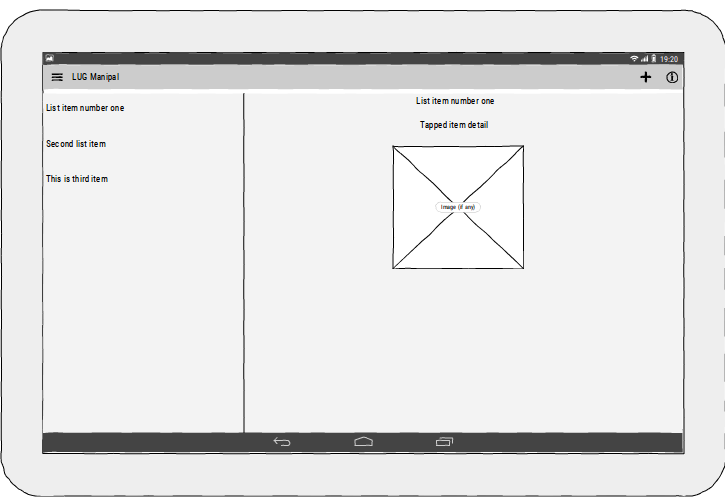 19:20
LUG Manipal
List item number one
Second list item
This is third item
List item number one
Tapped item detail
Image (if any)